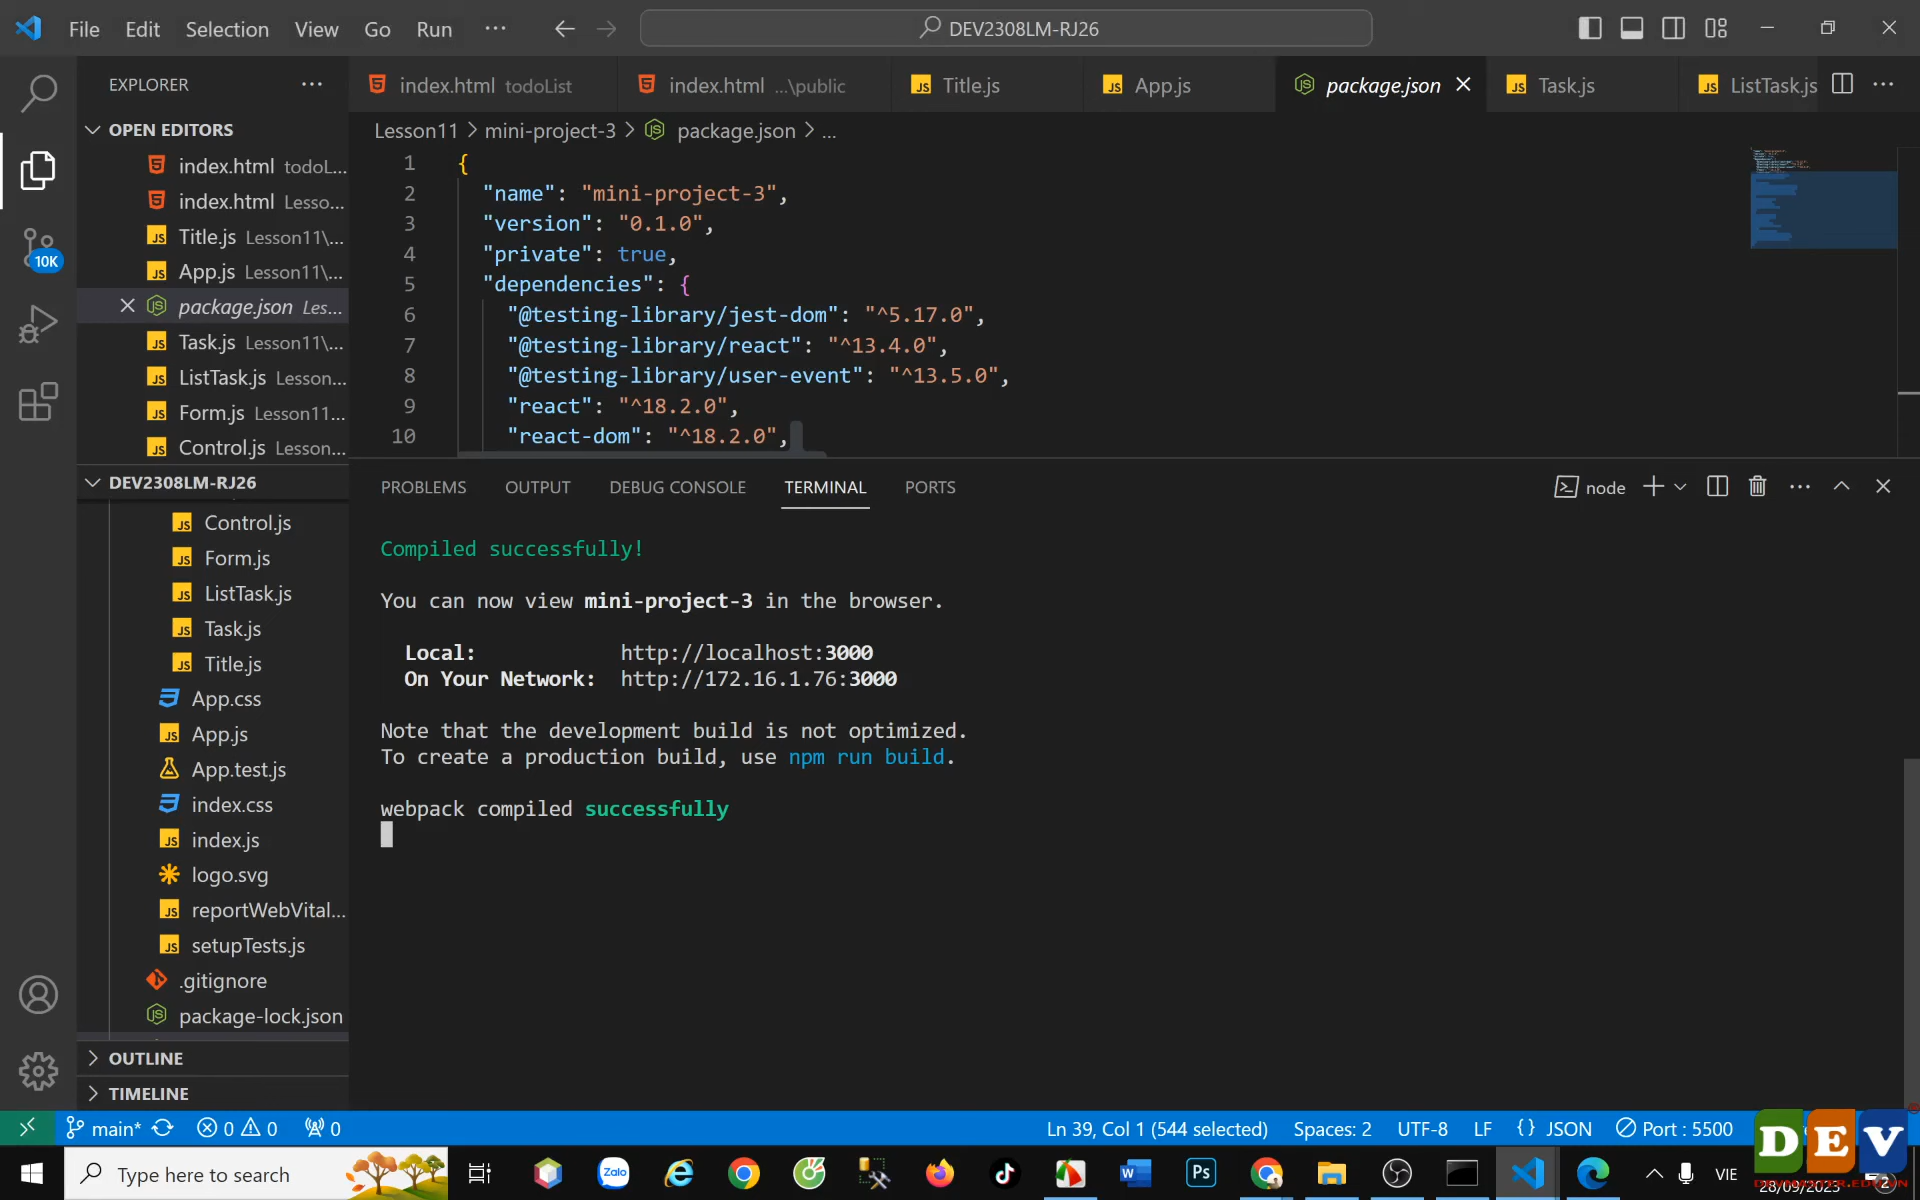 File Edit Selection View Go Run ··· DEV2308LM-RJ26
EXPLORER ···
index.html todoList index.html ...\public Title.js App.js package.json Task.js ListTask.js
OPEN EDITORS
index.html todoL...
index.html Lesso...
Title.js Lesson11\...
App.js Lesson11\...
package.json Les...
Task.js Lesson11\...
ListTask.js Lesson...
Form.js Lesson11...
Control.js Lesson...
10K
DEV2308LM-RJ26
Control.js
Form.js
ListTask.js
Task.js
Title.js
App.css
App.js
App.test.js
index.css
index.js
logo.svg
reportWebVital...
setupTests.js
.gitignore
package-lock.json
OUTLINE
TIMELINE
Lesson11 > mini-project-3 > package.json > ...
1 {
2 "name": "mini-project-3",
3 "version": "0.1.0",
4 "private": true,
5 "dependencies": {
6 "@testing-library/jest-dom": "^5.17.0",
7 "@testing-library/react": "^13.4.0",
8 "@testing-library/user-event": "^13.5.0",
9 "react": "^18.2.0",
10 "react-dom": "^18.2.0",
PROBLEMS OUTPUT DEBUG CONSOLE TERMINAL PORTS node
Compiled successfully!
You can now view mini-project-3 in the browser.
Local: http://localhost:3000
On Your Network: http://172.16.1.76:3000
Note that the development build is not optimized.
To create a production build, use npm run build.
webpack compiled successfully
main* 0 0 0 Ln 39, Col 1 (544 selected) Spaces: 2 UTF-8 LF {} JSON Port : 5500
Type here to search Zalo W Ps VIE 28/09/2023 2
DEV